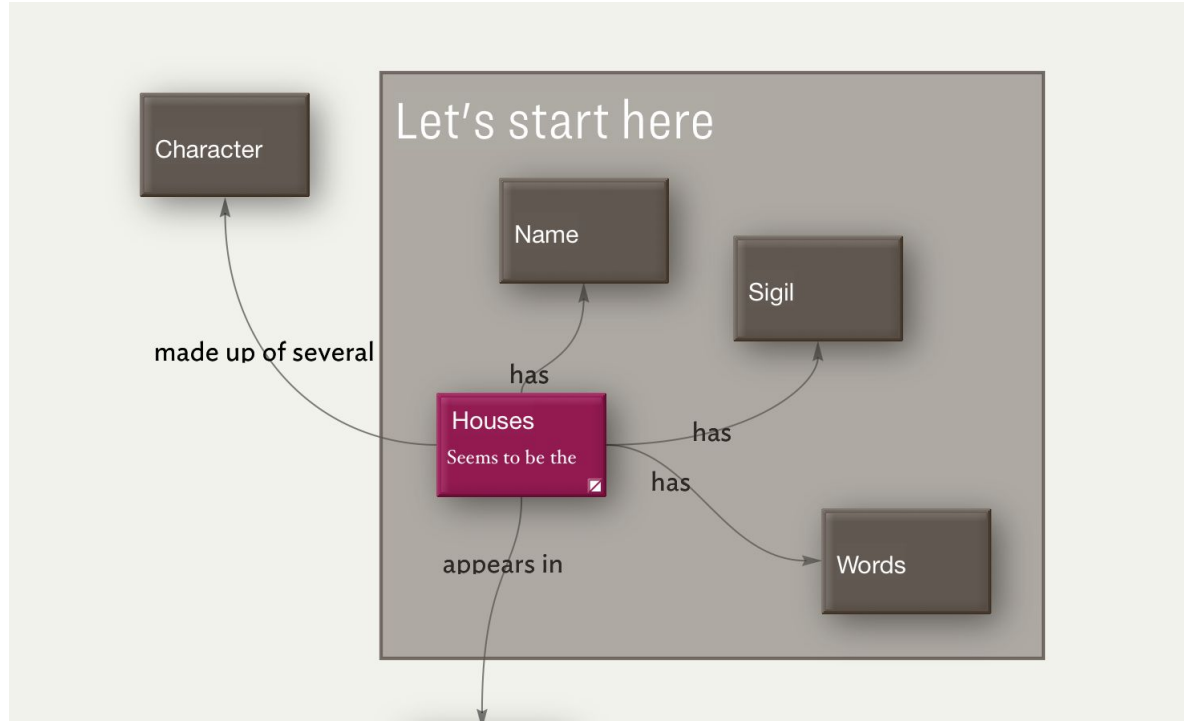 Let's start here
Character
Name
Sigil
made up of several
has
Houses
Seems to be the
has
has
appears in
Words